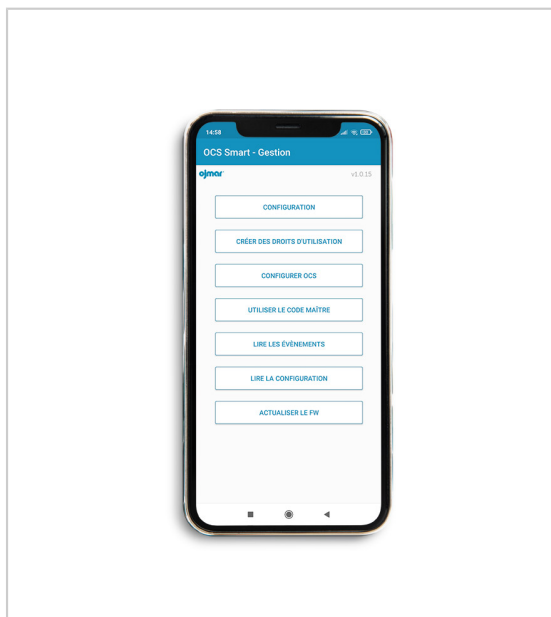 14:58
OCS Smart - Gestion
ojmar
v1.0.15
CONFIGURATION
CRÉER DES DROITS D'UTILISATION
CONFIGURER OCS
UTILISER LE CODE MAÎTRE
LIRE LES ÉVÈNEMENTS
LIRE LA CONFIGURATION
ACTUALISER LE FW